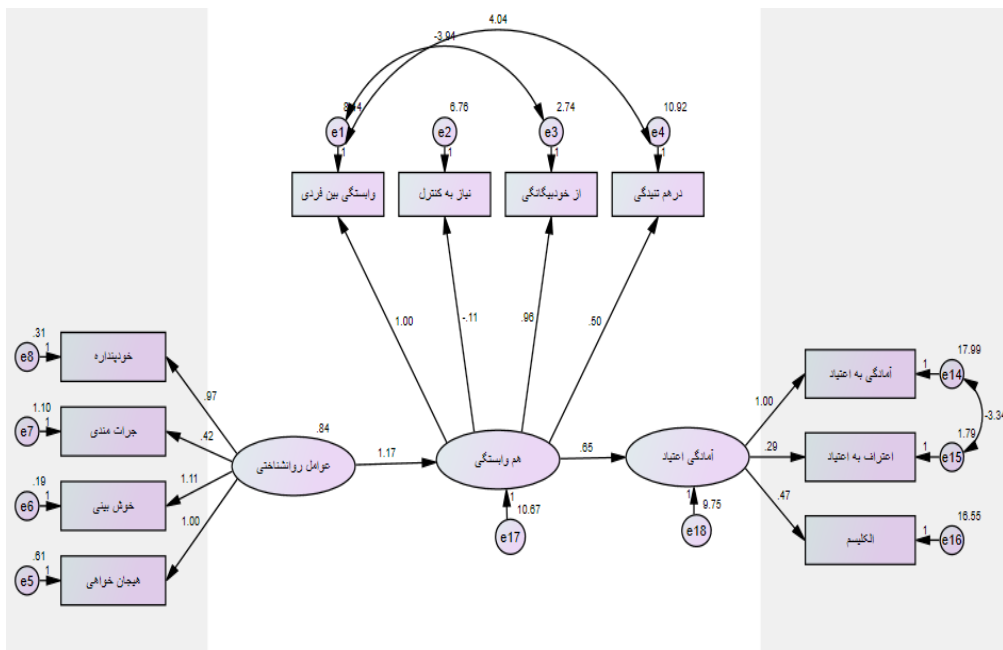 4.04
-3.94
6.76
2.74
10.92
e1
e2
e3
e4
1
1
1
1
وابستگی بین فردی
نیاز به کنترل
از خودبیگانگی
درهم تنیدگی
1.00
-.11
.96
.50
.31
e8
1
خودپنداره
.97
1.10
e7
1
جرات مندی
.42
.19
e6
1
خوش بینی
1.11
.61
e5
1
هیجان خواهی
1.00
.84
عوامل روانشناختی
1.17
هم وابستگی
1
10.67
e17
.65
آمادگی اعتیاد
1
9.75
e18
1.00
آمادگی به اعتیاد
1
17.99
e14
-3.34
.29
اعتراف به اعتیاد
1
1.79
e15
.47
الکلیسم
1
16.55
e16